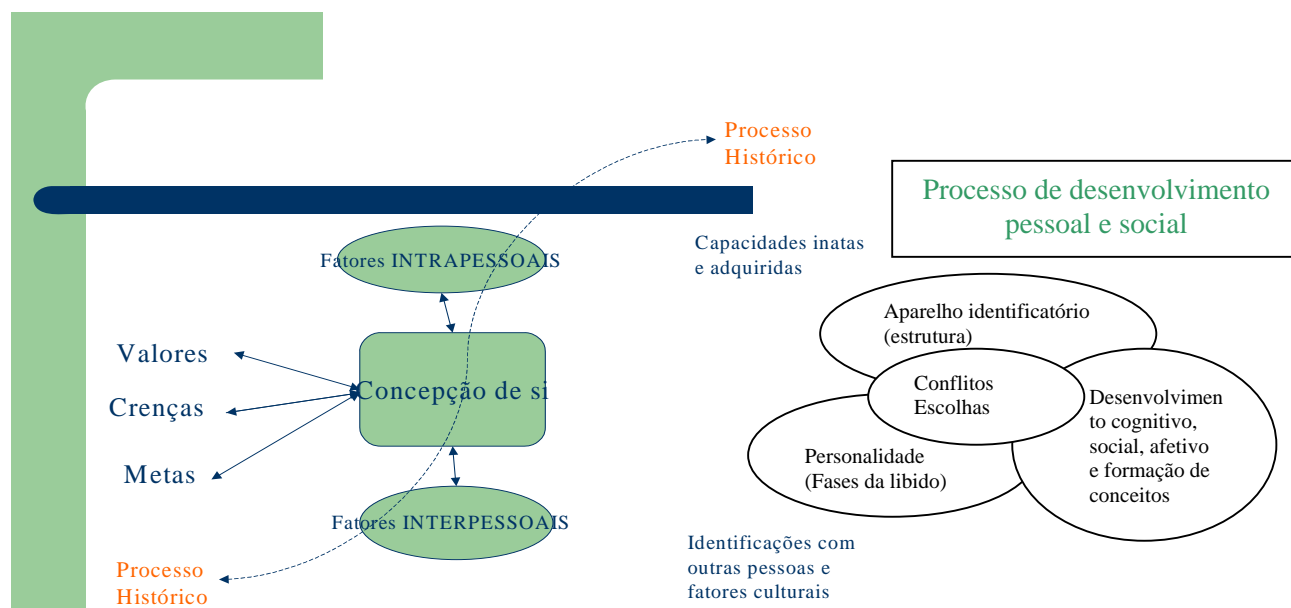 Processo
Histórico
Processo de desenvolvimento
pessoal e social
Capacidades inatas
e adquiridas
Fatores INTRAPESSOAIS
Valores
Crenças
Metas
Concepção de si
Fatores INTERPESSOAIS
Processo
Histórico
Aparelho identificatório
(estrutura)
Conflitos
Escolhas
Desenvolvimen
to cognitivo,
social, afetivo
e formação de
conceitos
Personalidade
(Fases da libido)
Identificações com
outras pessoas e
fatores culturais